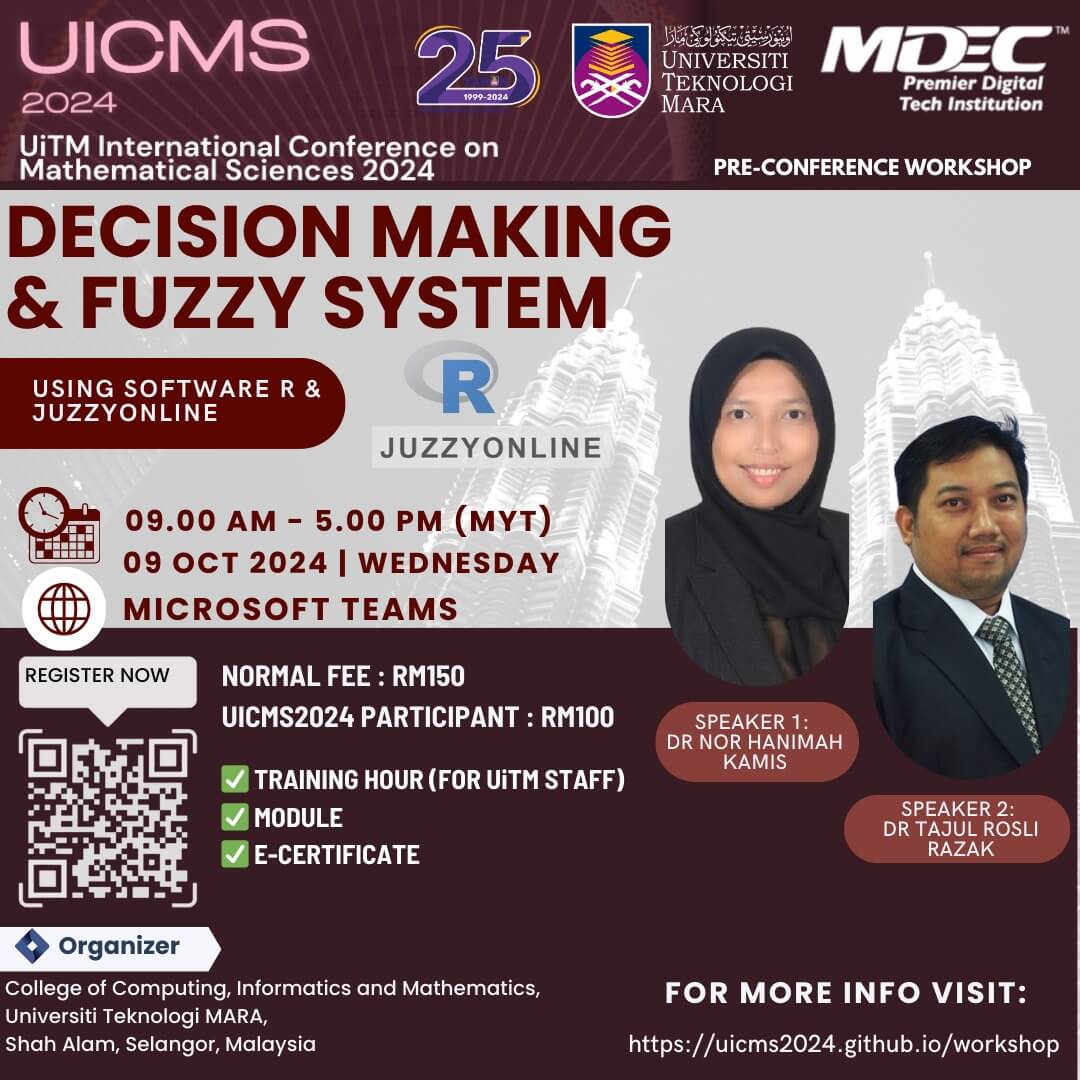 UICMS
2024
UiTM International Conference on
Mathematical Sciences 2024
25
1999-2024
UNIVERSITI
TEKNOLOGI
MARA
MDEC™
Premier Digital
Tech Institution
PRE-CONFERENCE WORKSHOP
DECISION MAKING
& FUZZY SYSTEM
USING SOFTWARE R &
JUZZYONLINE
R
JUZZYONLINE
09.00 AM - 5.00 PM (MYT)
09 OCT 2024 | WEDNESDAY
MICROSOFT TEAMS
REGISTER NOW
NORMAL FEE : RM150
UICMS2024 PARTICIPANT : RM100
TRAINING HOUR (FOR UiTM STAFF)
MODULE
E-CERTIFICATE
SPEAKER 1:
DR NOR HANIMAH
KAMIS
SPEAKER 2:
DR TAJUL ROSLI
RAZAK
Organizer
College of Computing, Informatics and Mathematics,
Universiti Teknologi MARA,
Shah Alam, Selangor, Malaysia
FOR MORE INFO VISIT:
https://uicms2024.github.io/workshop